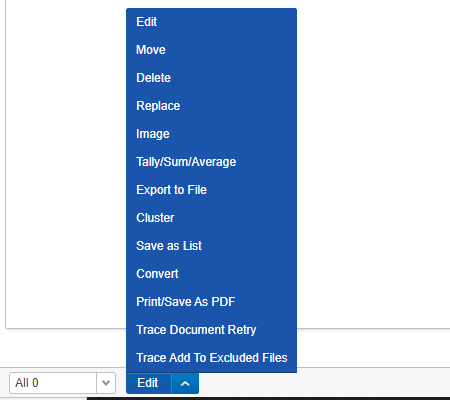 Edit
Move
Delete
Replace
Image
Tally/Sum/Average
Export to File
Cluster
Save as List
Convert
Print/Save As PDF
Trace Document Retry
Trace Add To Excluded Files
All 0
Edit